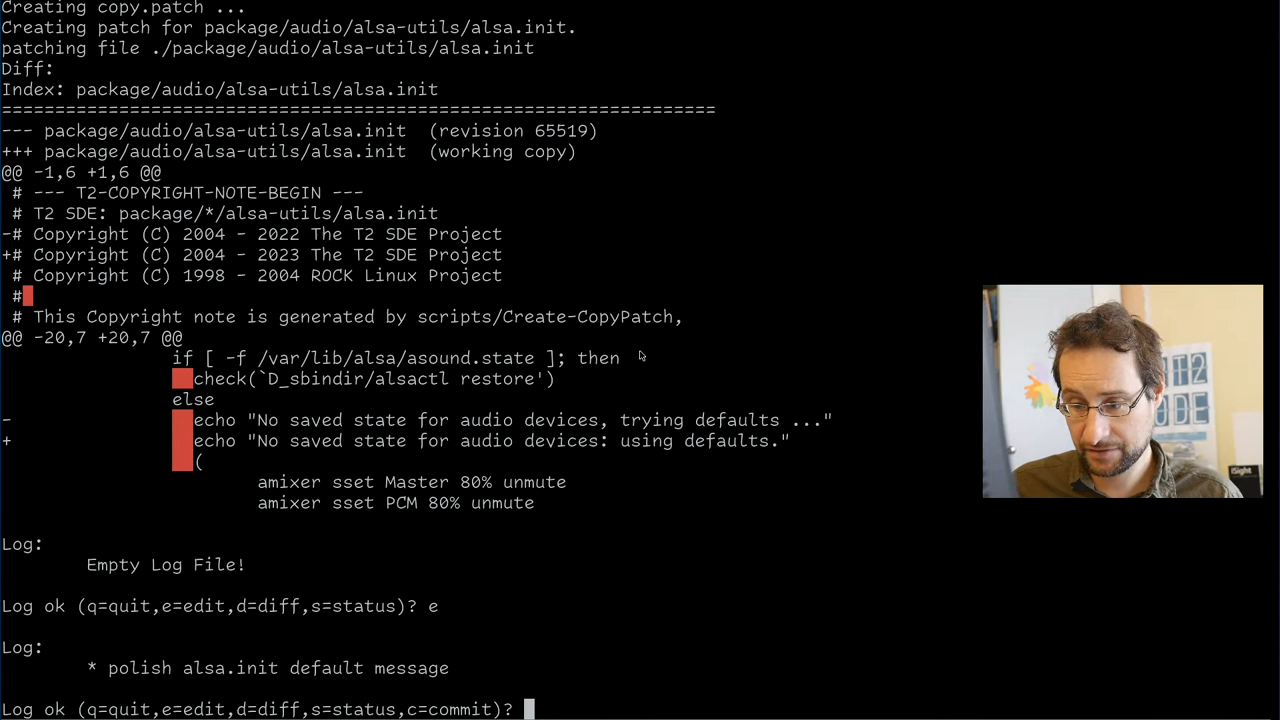 Creating copy.patch ...
Creating patch for package/audio/alsa-utils/alsa.init.
patching file ./package/audio/alsa-utils/alsa.init
Diff:
Index: package/audio/alsa-utils/alsa.init
===================================================================
--- package/audio/alsa-utils/alsa.init  (revision 65519)
+++ package/audio/alsa-utils/alsa.init  (working copy)
@@ -1,6 +1,6 @@
 # --- T2-COPYRIGHT-NOTE-BEGIN ---
 # T2 SDE: package/*/alsa-utils/alsa.init
-# Copyright (C) 2004 - 2022 The T2 SDE Project
+# Copyright (C) 2004 - 2023 The T2 SDE Project
 # Copyright (C) 1998 - 2004 ROCK Linux Project
 #
 # This Copyright note is generated by scripts/Create-CopyPatch,
@@ -20,7 +20,7 @@
                if [ -f /var/lib/alsa/asound.state ]; then
                  check(`D_sbindir/alsactl restore')
                else
-                 echo "No saved state for audio devices, trying defaults ..."
+                 echo "No saved state for audio devices: using defaults."
                  (
                        amixer sset Master 80% unmute
                        amixer sset PCM 80% unmute
Log:
        Empty Log File!
Log ok (q=quit,e=edit,d=diff,s=status)? e
Log:
        * polish alsa.init default message
Log ok (q=quit,e=edit,d=diff,s=status,c=commit)?
iSight